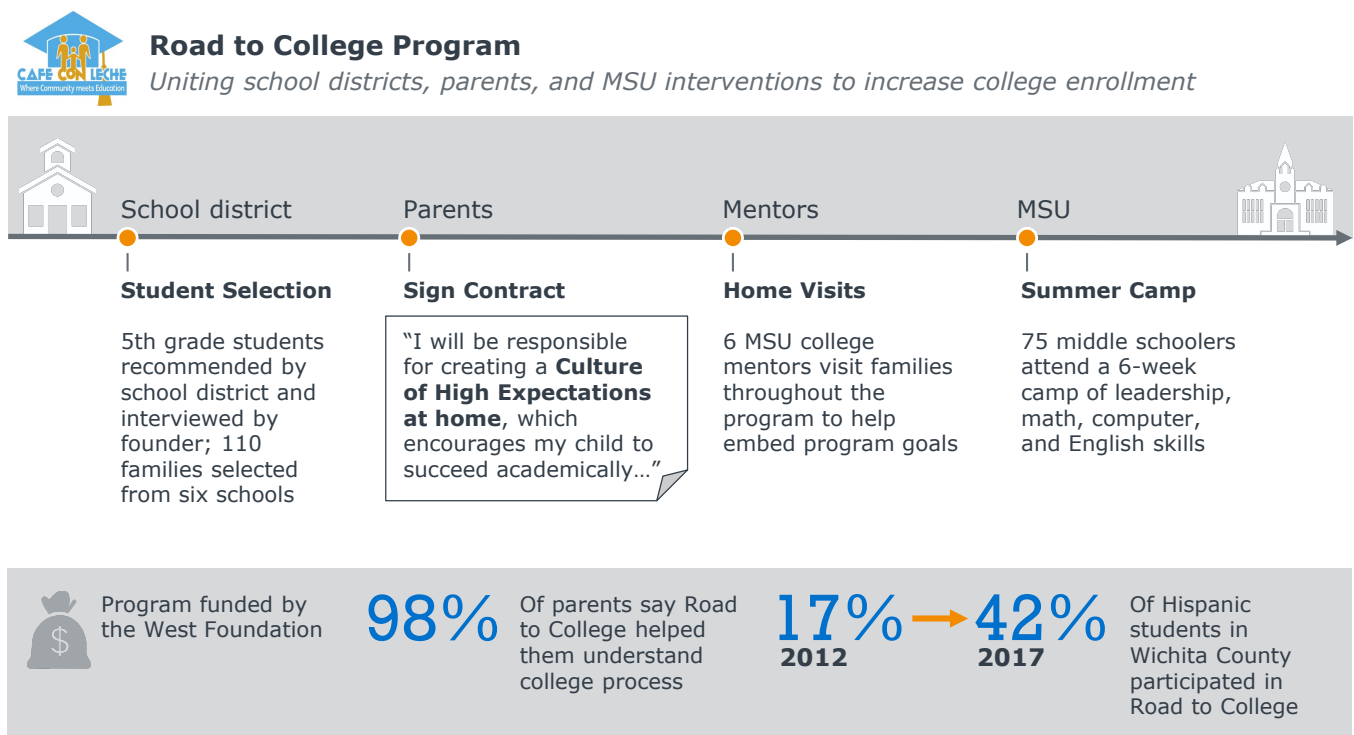 CAFE CON LECHE
Where Community meets Education
Road to College Program
Uniting school districts, parents, and MSU interventions to increase college enrollment
School district
Parents
Mentors
MSU
Student Selection
5th grade students
recommended by
school district and
interviewed by
founder; 110
families selected
from six schools
Sign Contract
“I will be responsible
for creating a Culture
of High Expectations
at home, which
encourages my child to
succeed academically…”
Home Visits
6 MSU college
mentors visit families
throughout the
program to help
embed program goals
Summer Camp
75 middle schoolers
attend a 6-week
camp of leadership,
math, computer,
and English skills
$
Program funded by
the West Foundation
98%
Of parents say Road
to College helped
them understand
college process
17%
2012
42%
2017
Of Hispanic
students in
Wichita County
participated in
Road to College